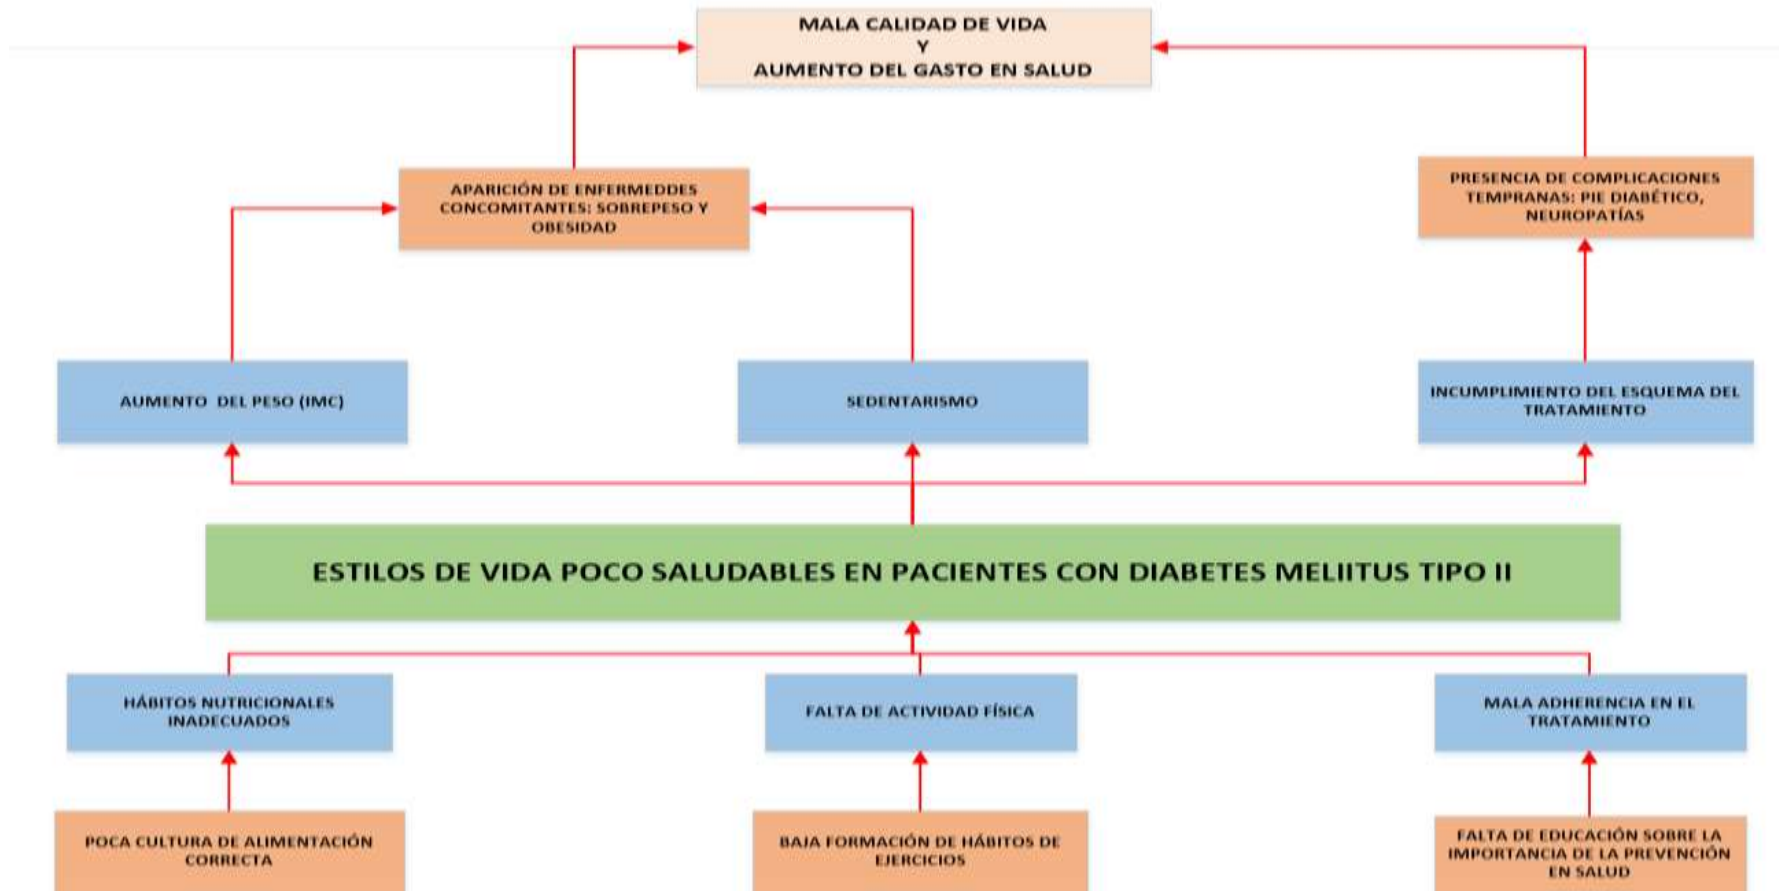 MALA CALIDAD DE VIDA
Y
AUMENTO DEL GASTO EN SALUD
APARICIÓN DE ENFERMEDDES
CONCOMITANTES: SOBREPESO Y
OBESIDAD
PRESENCIA DE COMPLICACIONES
TEMPRANAS: PIE DIABÉTICO,
NEUROPATÍAS
AUMENTO DEL PESO (IMC)
SEDENTARISMO
INCUMPLIMIENTO DEL ESQUEMA DEL
TRATAMIENTO
ESTILOS DE VIDA POCO SALUDABLES EN PACIENTES CON DIABETES MELIITUS TIPO II
HÁBITOS NUTRICIONALES
INADECUADOS
FALTA DE ACTIVIDAD FÍSICA
MALA ADHERENCIA EN EL
TRATAMIENTO
POCA CULTURA DE ALIMENTACIÓN
CORRECTA
BAJA FORMACIÓN DE HÁBITOS DE
EJERCICIOS
FALTA DE EDUCACIÓN SOBRE LA
IMPORTANCIA DE LA PREVENCIÓN
EN SALUD